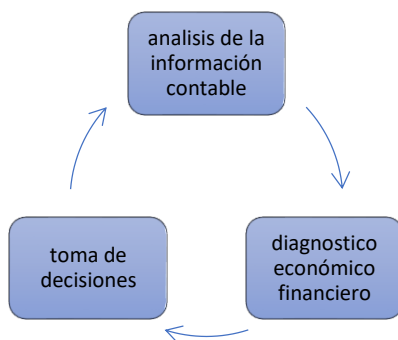 analisis de la
información
contable
diagnostico
económico
financiero
toma de
decisiones